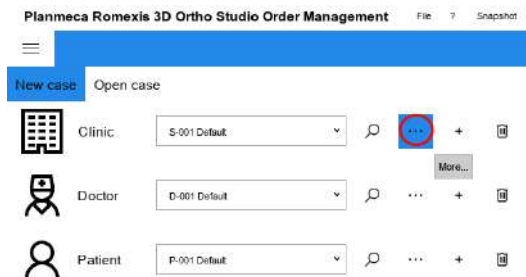 Planmeca Romexis 3D Ortho Studio Order Management File ? Snapshot
New case Open case
Clinic S-001 Default
More...
Doctor D-001 Default
Patient P-001 Default